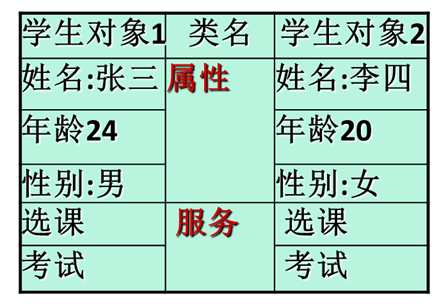 学生对象1 类名 学生对象2
姓名:张三 属性 姓名:李四
年龄24 年龄20
性别:男 性别:女
选课 服务 选课
考试 考试